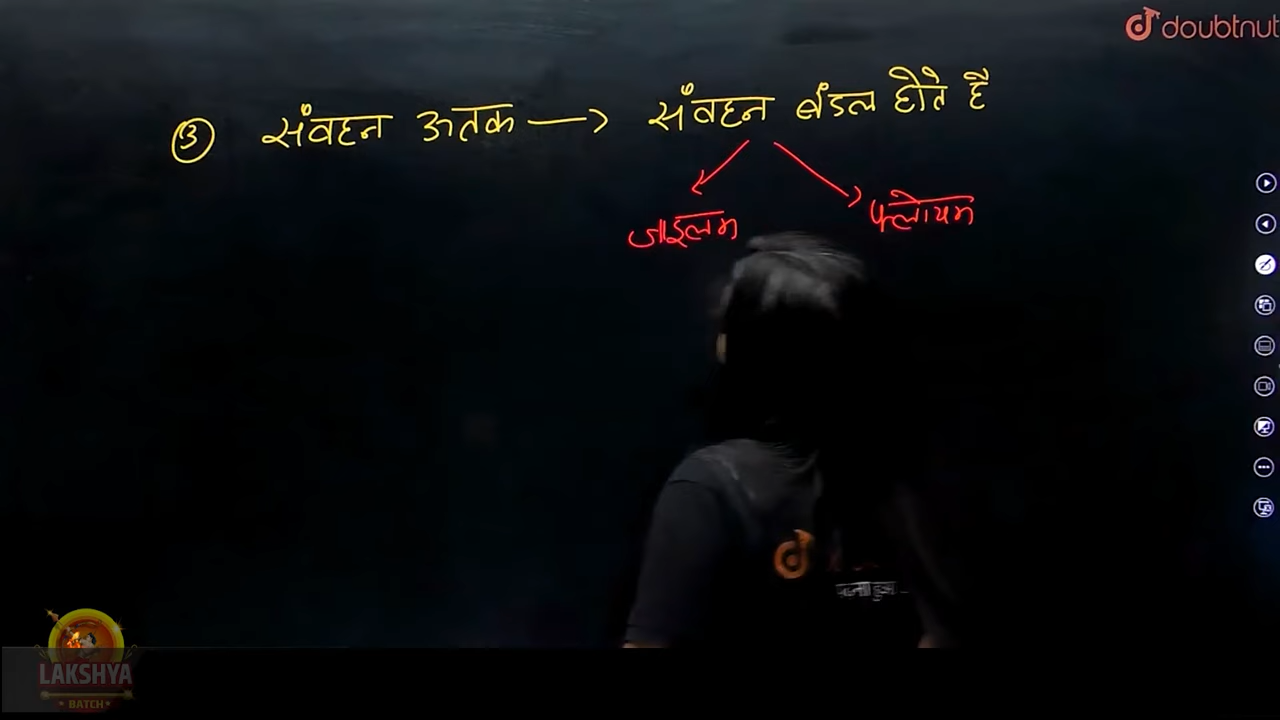 doubtnut
③ संवहन ऊतक → संवहन बंडल होते है
जाइलम फ्लोयम
LAKSHYA
BATCH